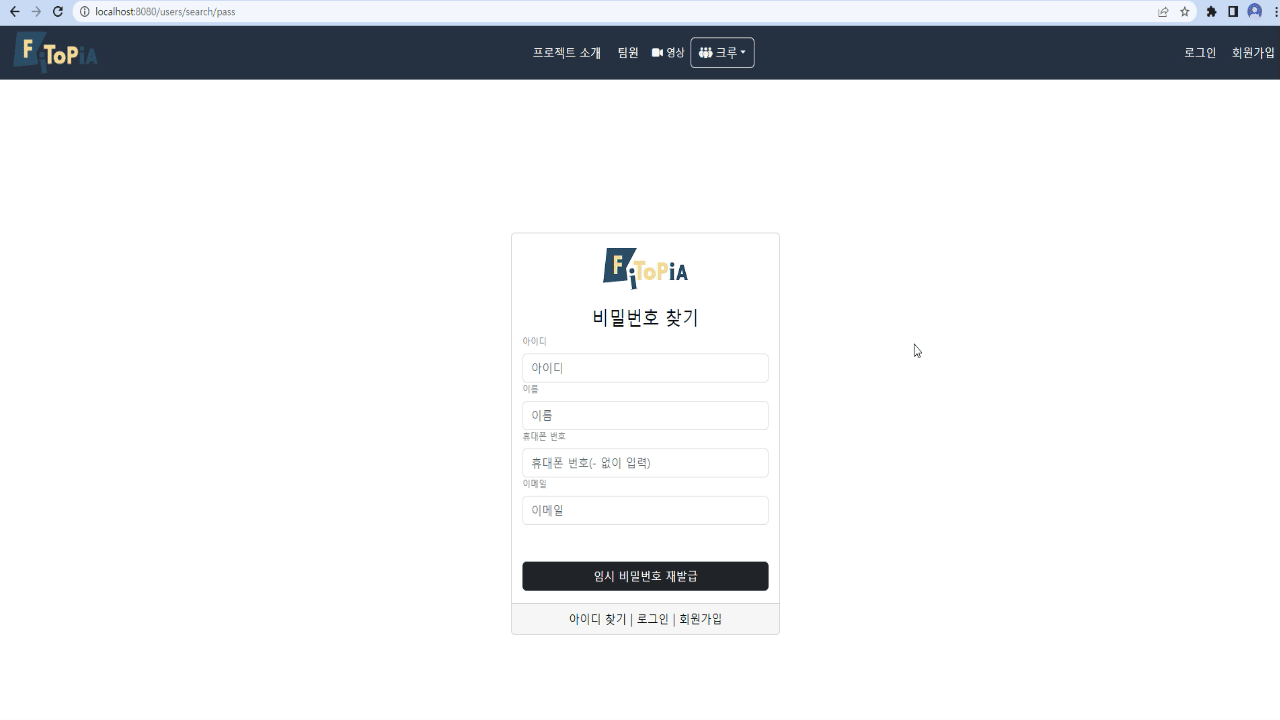 localhost:8080/users/search/pass
FiToPiA 프로젝트 소개 팀원 영상 크루 로그인 회원가입
FiToPiA
비밀번호 찾기
아이디
아이디
이름
이름
휴대폰 번호
휴대폰 번호(- 없이 입력)
이메일
이메일
임시 비밀번호 재발급
아이디 찾기 | 로그인 | 회원가입